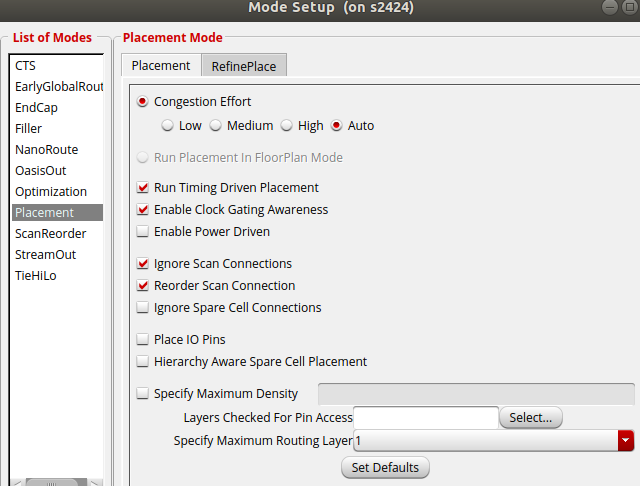 Mode Setup (on s2424)
List of Modes
Placement Mode
CTS
EarlyGlobalRout
EndCap
Filler
NanoRoute
OasisOut
Optimization
Placement
ScanReorder
StreamOut
TieHiLo
Placement RefinePlace
Congestion Effort
Low Medium High Auto
Run Placement In FloorPlan Mode
Run Timing Driven Placement
Enable Clock Gating Awareness
Enable Power Driven
Ignore Scan Connections
Reorder Scan Connection
Ignore Spare Cell Connections
Place IO Pins
Hierarchy Aware Spare Cell Placement
Specify Maximum Density
Layers Checked For Pin Access Select...
Specify Maximum Routing Layer 1
Set Defaults